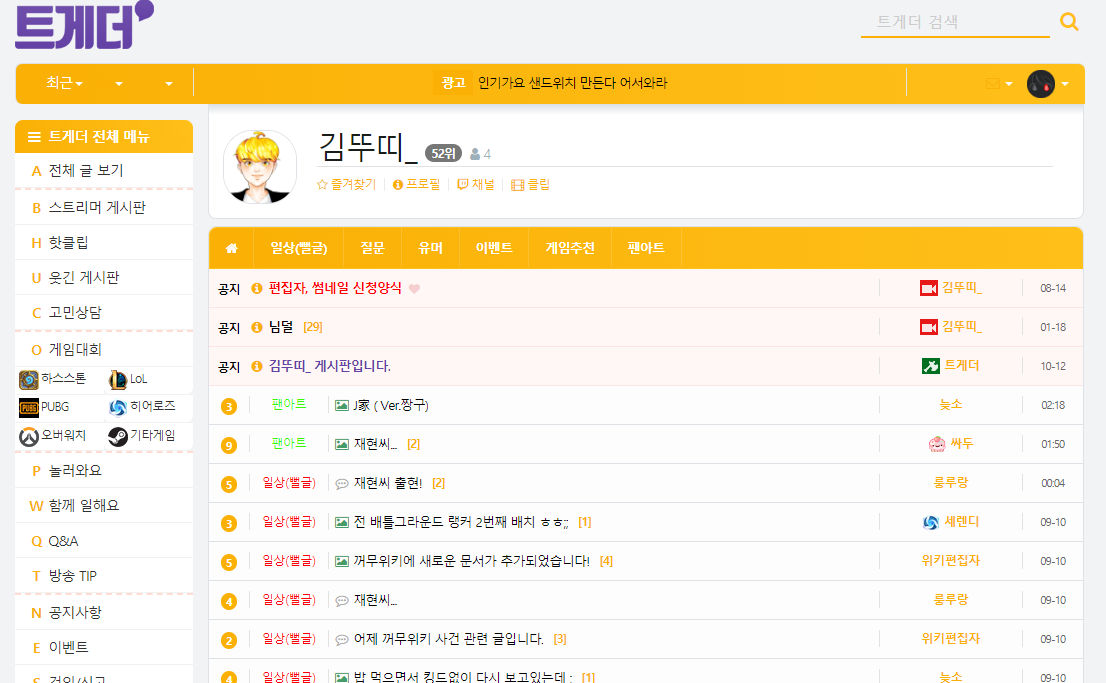 트게더
트게더 검색
최근
광고 인기가요 샌드위치 만든다 어서와라
트게더 전체 메뉴
A 전체 글 보기
B 스트리머 게시판
H 핫클립
U 웃긴 게시판
C 고민상담
O 게임대회
하스스톤 LoL
PUBG 히어로즈
오버워치 기타게임
P 놀러와요
W 함께 일해요
Q Q&A
T 방송 TIP
N 공지사항
E 이벤트
S 건의/신고
김뚜띠_ 52위 4
즐겨찾기 프로필 채널 클립
일상(뻘글) 질문 유머 이벤트 게임추천 팬아트
공지 편집자, 썸네일 신청양식 김뚜띠_ 08-14
공지 님덜 [29] 김뚜띠_ 01-18
공지 김뚜띠_ 게시판입니다. 트게더 10-12
3 팬아트 J家 ( Ver.짱구) 늦소 02:18
9 팬아트 재현씨... [2] 싸두 01:50
5 일상(뻘글) 재현씨 출현! [2] 룽루랑 00:04
3 일상(뻘글) 전 배틀그라운드 랭커 2번째 배치 ㅎㅎ;; [1] 세렌디 09-10
5 일상(뻘글) 꺼무위키에 새로운 문서가 추가되었습니다! [4] 위키편집자 09-10
4 일상(뻘글) 재현씨... 룽루랑 09-10
2 일상(뻘글) 어제 꺼무위키 사건 관련 글입니다. [3] 위키편집자 09-10
4 일상(뻘글) 밥 먹으면서 킹드없이 다시 보고있는데 ; [1] 늦소 09-10